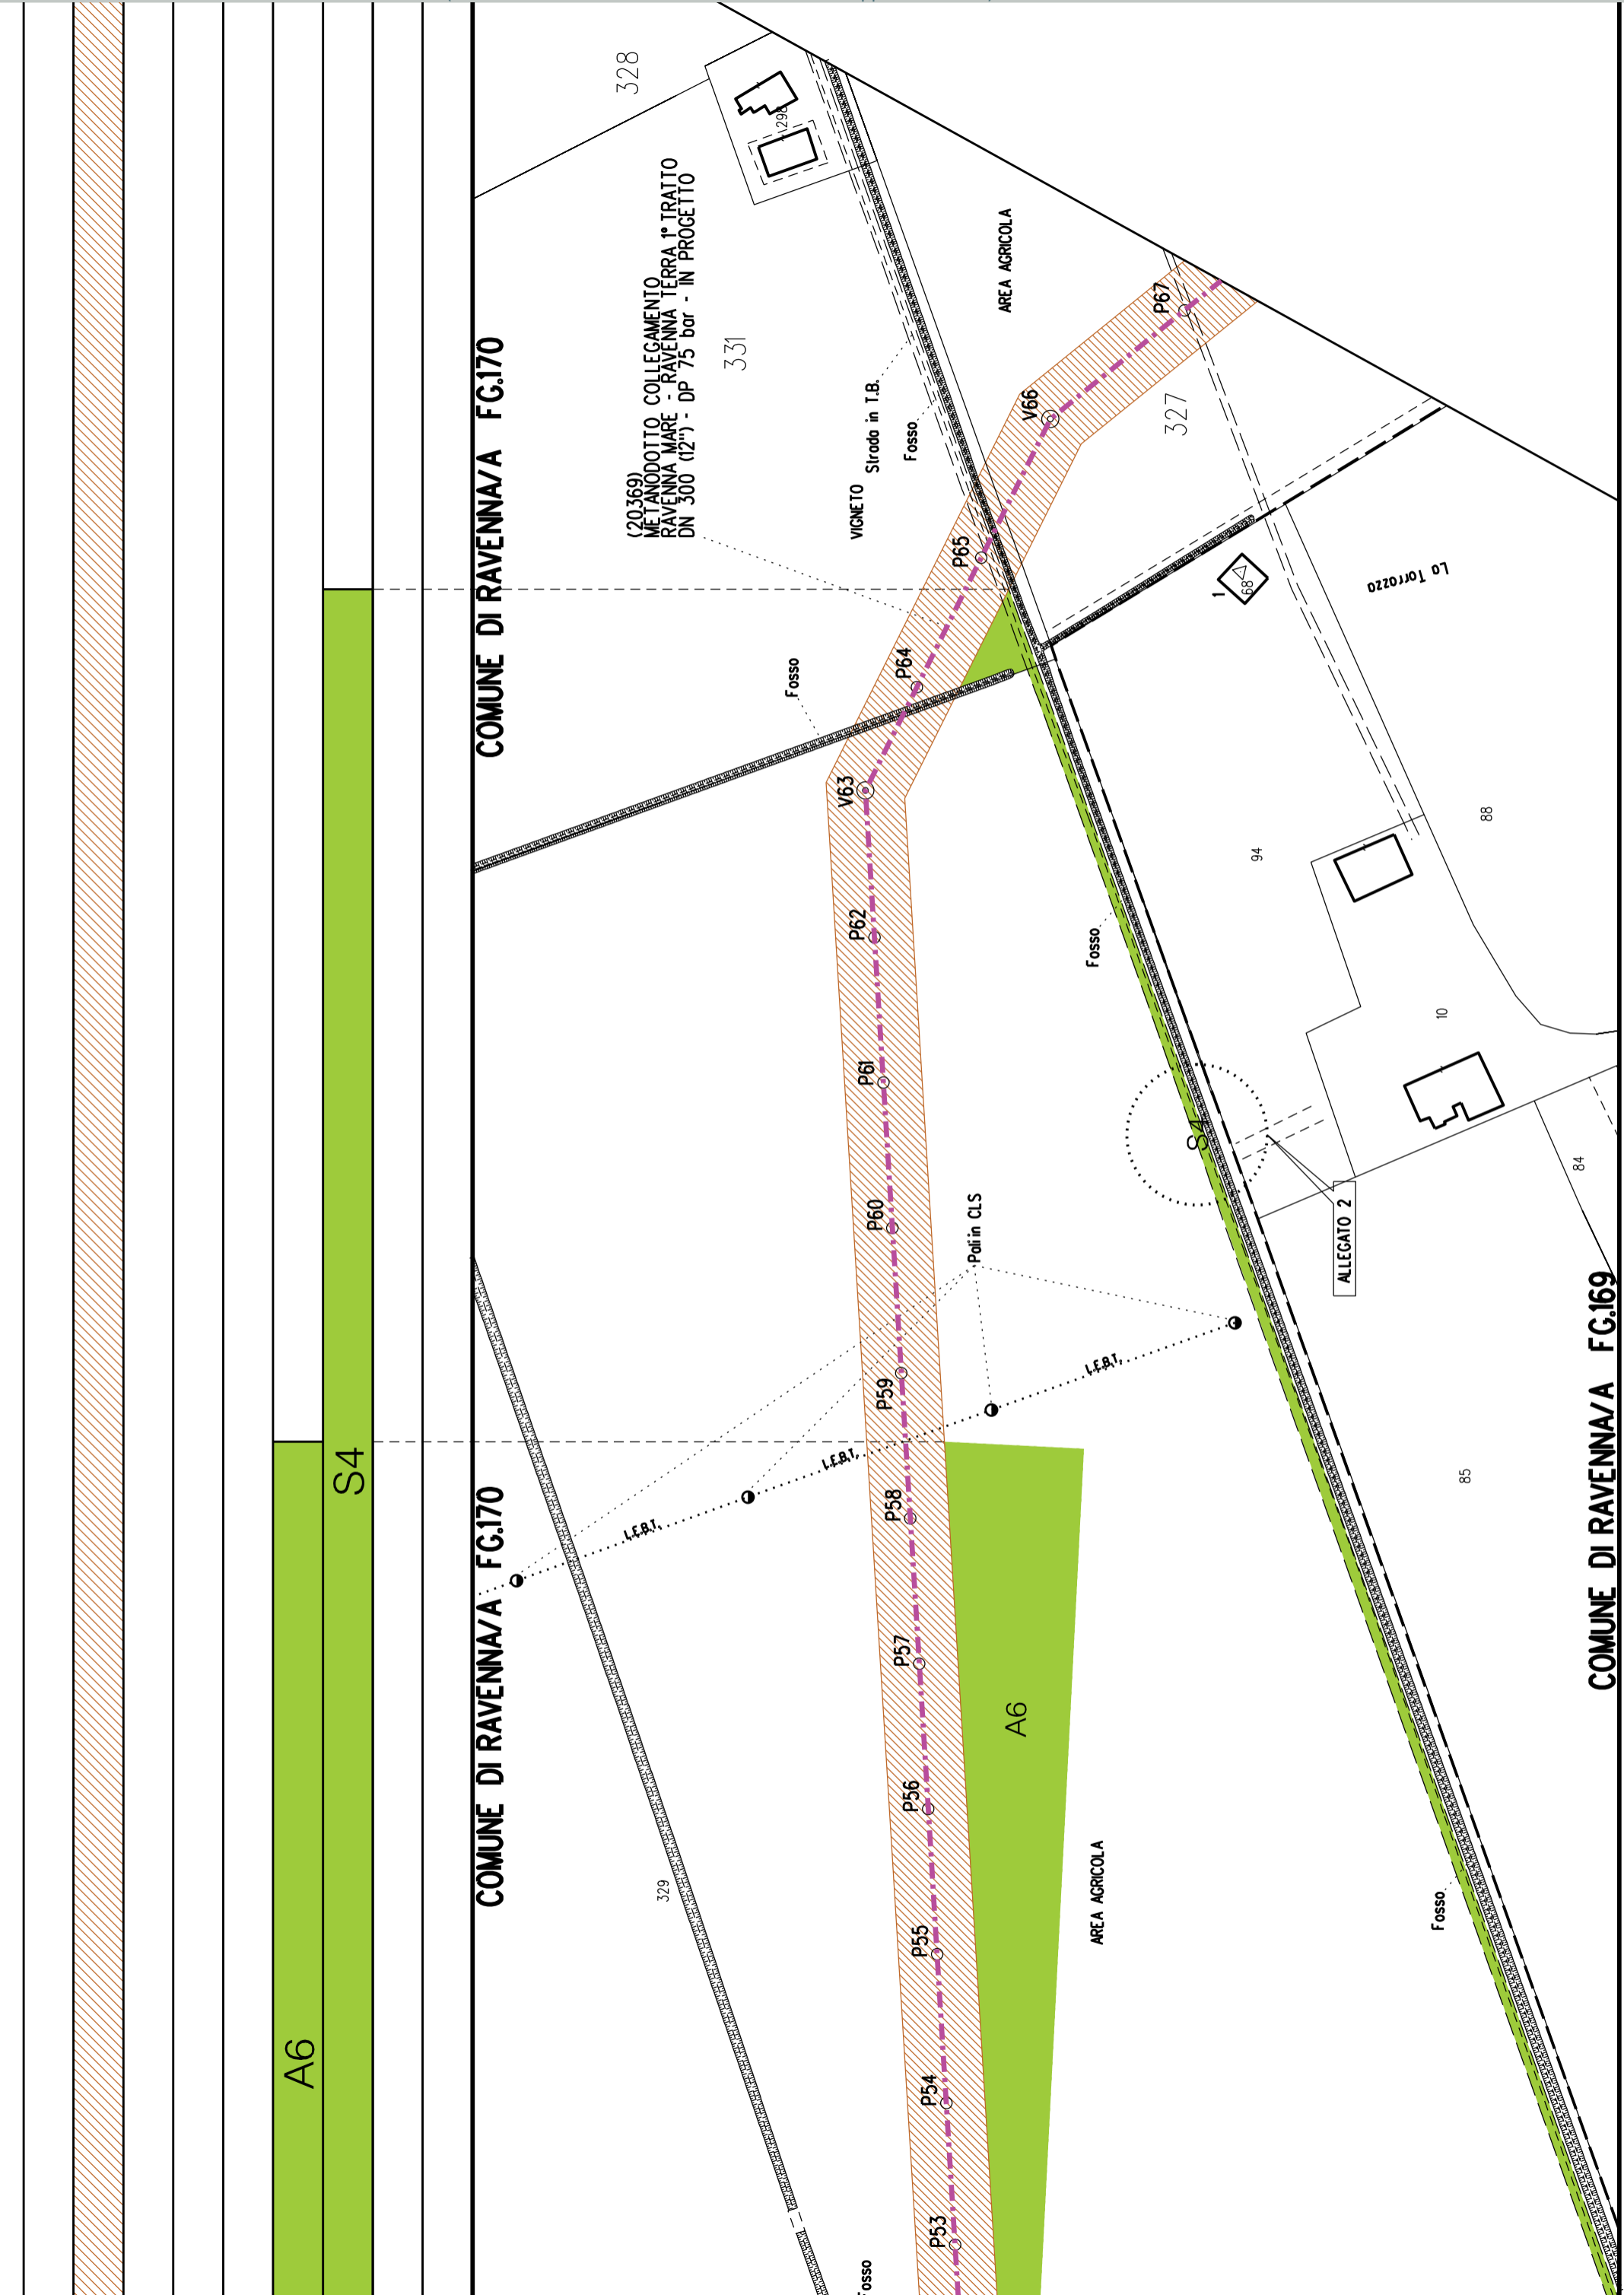 A6
S4
COMUNE DI RAVENNA/A FG.170
COMUNE DI RAVENNA/A FG.170
COMUNE DI RAVENNA/A FG.169
328
298
(20369)
METANODOTTO COLLEGAMENTO
RAVENNA MARE - RAVENNA TERRA 1° TRATTO
DN 300 (12") - DP 75 bar - IN PROGETTO
331
VIGNETO
Strada in T.B.
Fosso
AREA AGRICOLA
P67
V66
327
P65
P64
Fosso
V63
P62
P61
P60
P59
P58
P57
P56
P55
P54
P53
1
68
La Torrazza
88
94
10
84
85
Fosso
S4
ALLEGATO 2
Pali in CLS
L.E.B.T.
L.E.B.T.
L.E.B.T.
A6
AREA AGRICOLA
329
Fosso
Fosso